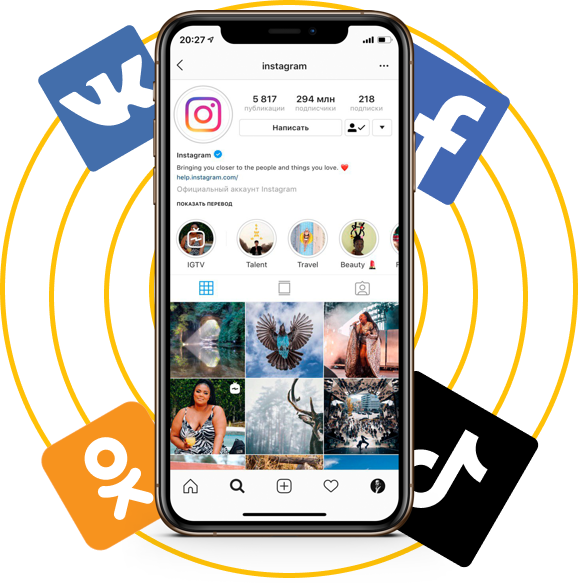 20:27
instagram
5 817 294 млн 218
публикации подписчики подписки
Написать
Instagram
Bringing you closer to the people and things you love. ❤️
help.instagram.com/
Официальный аккаунт Instagram
ПОКАЗАТЬ ПЕРЕВОД
IGTV Talent Travel Beauty 💄